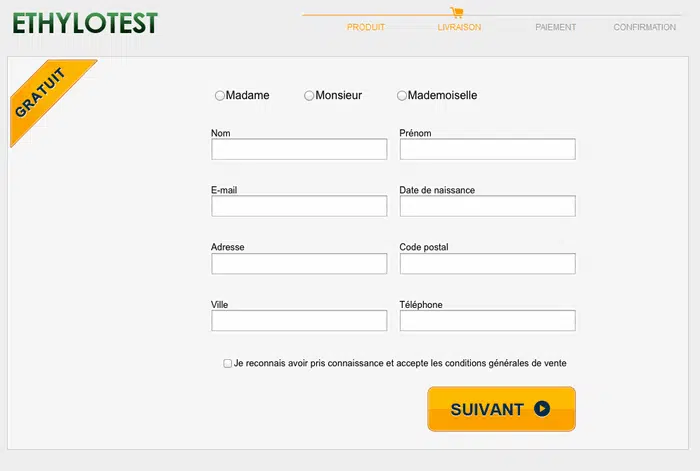 ETHYLOTEST
PRODUIT LIVRAISON PAIEMENT CONFIRMATION
GRATUIT
Madame Monsieur Mademoiselle
Nom Prénom
E-mail Date de naissance
Adresse Code postal
Ville Téléphone
Je reconnais avoir pris connaissance et accepte les conditions générales de vente
SUIVANT